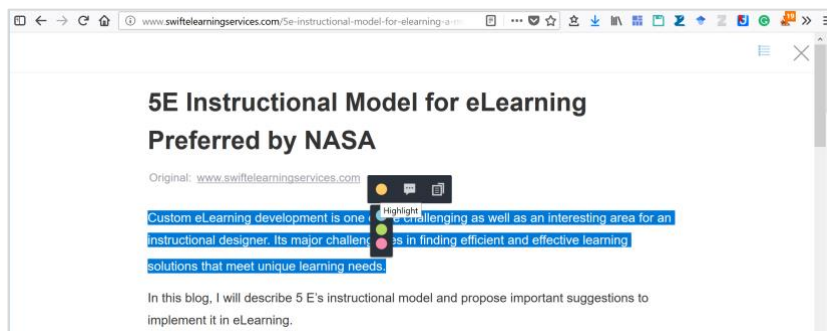 www.swiftelearningservices.com/5e-instructional-model-for-elearning-a-m
19
5E Instructional Model for eLearning
Preferred by NASA
Original: www.swiftelearningservices.com
Highlight
Custom eLearning development is one challenging as well as an interesting area for an
instructional designer. Its major in finding efficient and effective learning
solutions that meet unique learning needs.
In this blog, I will describe 5 E's instructional model and propose important suggestions to
implement it in eLearning.